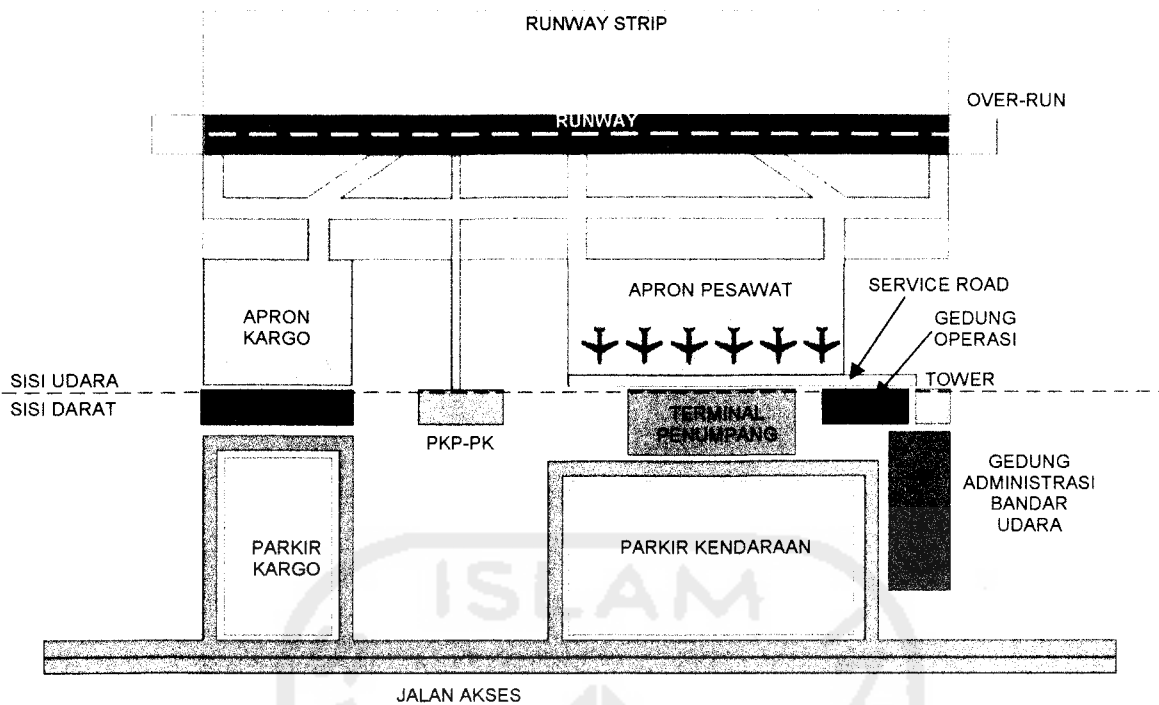 RUNWAY STRIP
OVER-RUN
RUNWAY
SERVICE ROAD
APRON PESAWAT
GEDUNG
OPERASI
APRON
KARGO
SISI UDARA
TOWER
SISI DARAT
TERMINAL
PENUMPANG
PKP-PK
GEDUNG
ADMINISTRASI
BANDAR
UDARA
PARKIR
KARGO
PARKIR KENDARAAN
ISLAM
JALAN AKSES